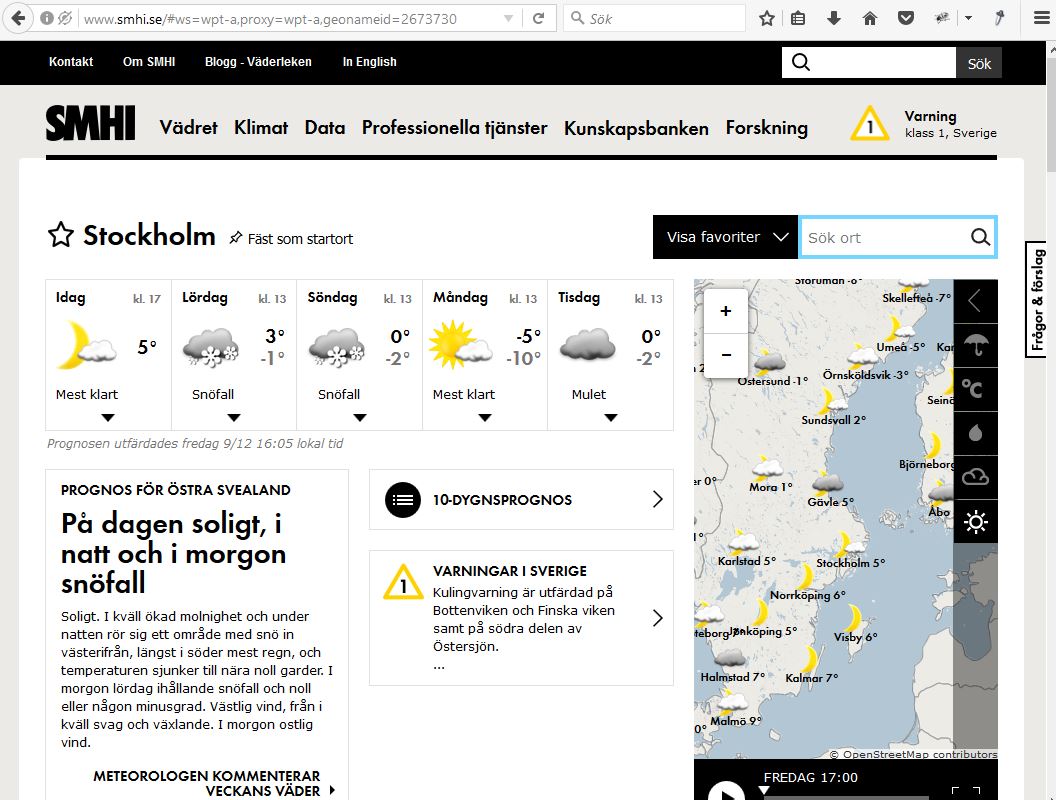 www.smhi.se/#ws=wpt-a,proxy=wpt-a,geonameid=2673730
Sök
Kontakt Om SMHI Blogg - Väderleken In English
Sök
SMHI Vädret Klimat Data Professionella tjänster Kunskapsbanken Forskning
1
Varning
klass 1, Sverige
Stockholm Fäst som startort
Visa favoriter Sök ort
Frågor & förslag
Idag kl. 17
5°
Mest klart
Lördag kl. 13
3°
-1°
Snöfall
Söndag kl. 13
0°
-2°
Snöfall
Måndag kl. 13
-5°
-10°
Mest klart
Tisdag kl. 13
0°
-2°
Mulet
Prognosen utfärdades fredag 9/12 16:05 lokal tid
PROGNOS FÖR ÖSTRA SVEALAND
På dagen soligt, i
natt och i morgon
snöfall
Soligt. I kväll ökad molnighet och under
natten rör sig ett område med snö in
västerifrån, längst i söder mest regn, och
temperaturen sjunker till nära noll garder. I
morgon lördag ihållande snöfall och noll
eller någon minusgrad. Västlig vind, från i
kväll svag och växlande. I morgon ostlig
vind.
METEOROLOGEN KOMMENTERAR
VECKANS VÄDER
10-DYGNSPROGNOS
1
VARNINGAR I SVERIGE
Kulingvarning är utfärdad på
Bottenviken och Finska viken
samt på södra delen av
Östersjön.
...
+
−
Storuman -6°
Skellefteå -7°
Umeå -5°
Örnsköldsvik -3°
Östersund -1°
Sundsvall 2°
Björneborg
Mora 1°
Gävle 5°
Åbo
Karlstad 5°
Stockholm 5°
Norrköping 6°
teborg 7°
Jönköping 5°
Visby 6°
Halmstad 7°
Kalmar 7°
Malmö 9°
°C
© OpenStreetMap contributors
FREDAG 17:00